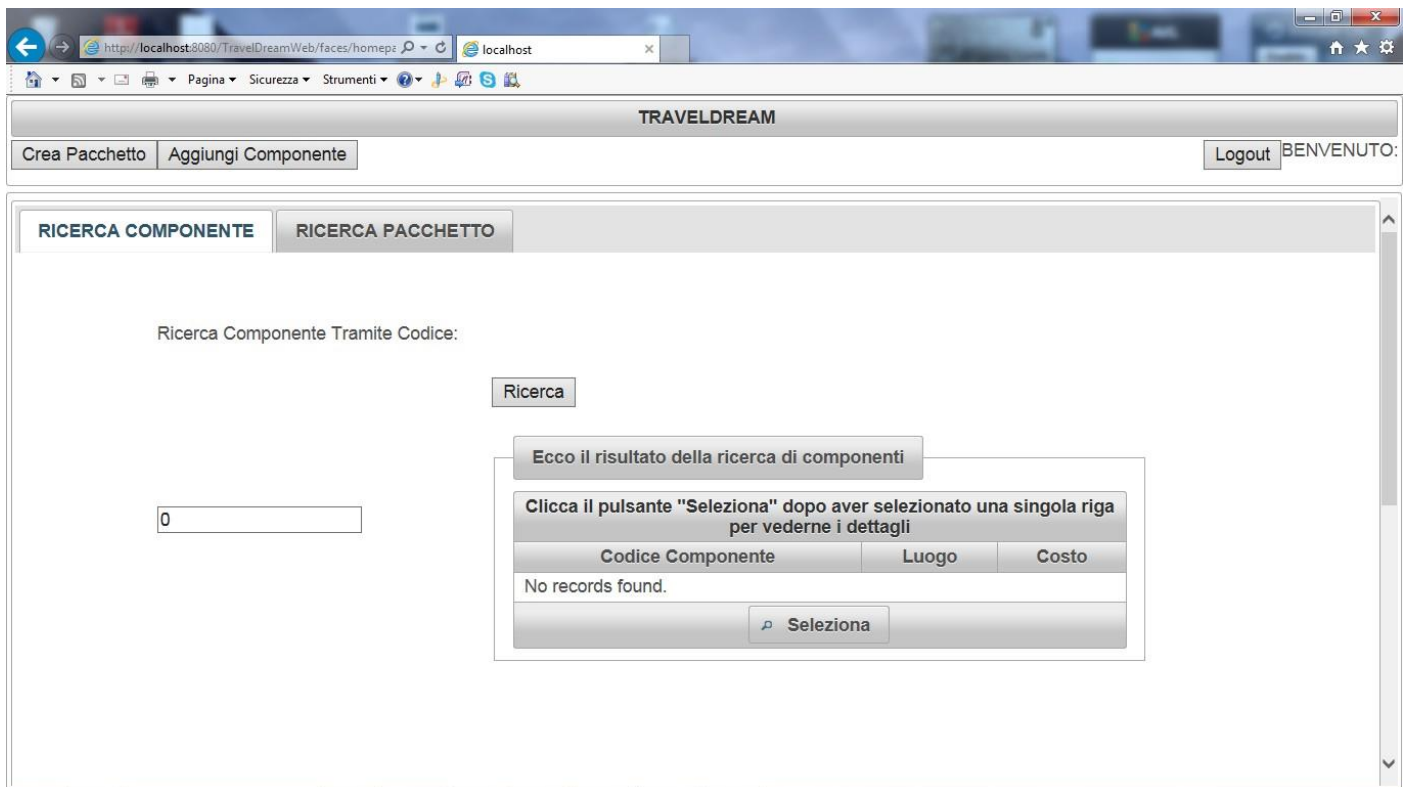 http://localhost:8080/TravelDreamWeb/faces/homepa
localhost
Pagina Sicurezza Strumenti
TRAVELDREAM
Crea Pacchetto Aggiungi Componente Logout BENVENUTO:
RICERCA COMPONENTE RICERCA PACCHETTO
Ricerca Componente Tramite Codice:
Ricerca
Ecco il risultato della ricerca di componenti
0
Clicca il pulsante "Seleziona" dopo aver selezionato una singola riga
per vederne i dettagli
Codice Componente Luogo Costo
No records found.
Seleziona